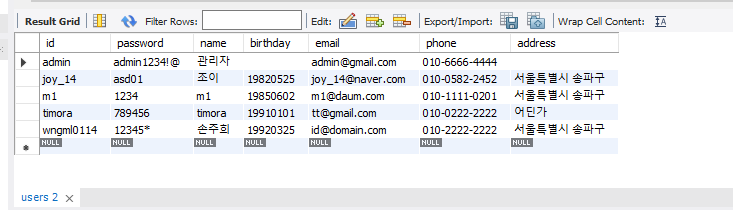 Result Grid Filter Rows: Edit: Export/Import: Wrap Cell Content:
id password name birthday email phone address
admin admin1234!@ 관리자 admin@gmail.com 010-6666-4444
joy_14 asd01 조이 19820525 joy_14@naver.com 010-0582-2452 서울특별시 송파구
m1 1234 m1 19850602 m1@daum.com 010-1111-0201 서울특별시 송파구
timora 789456 timora 19910101 tt@gmail.com 010-0222-2222 어딘가
wngml0114 12345* 손주희 19920325 id@domain.com 010-2222-2222 서울특별시 송파구
NULL NULL NULL NULL NULL NULL NULL
users 2